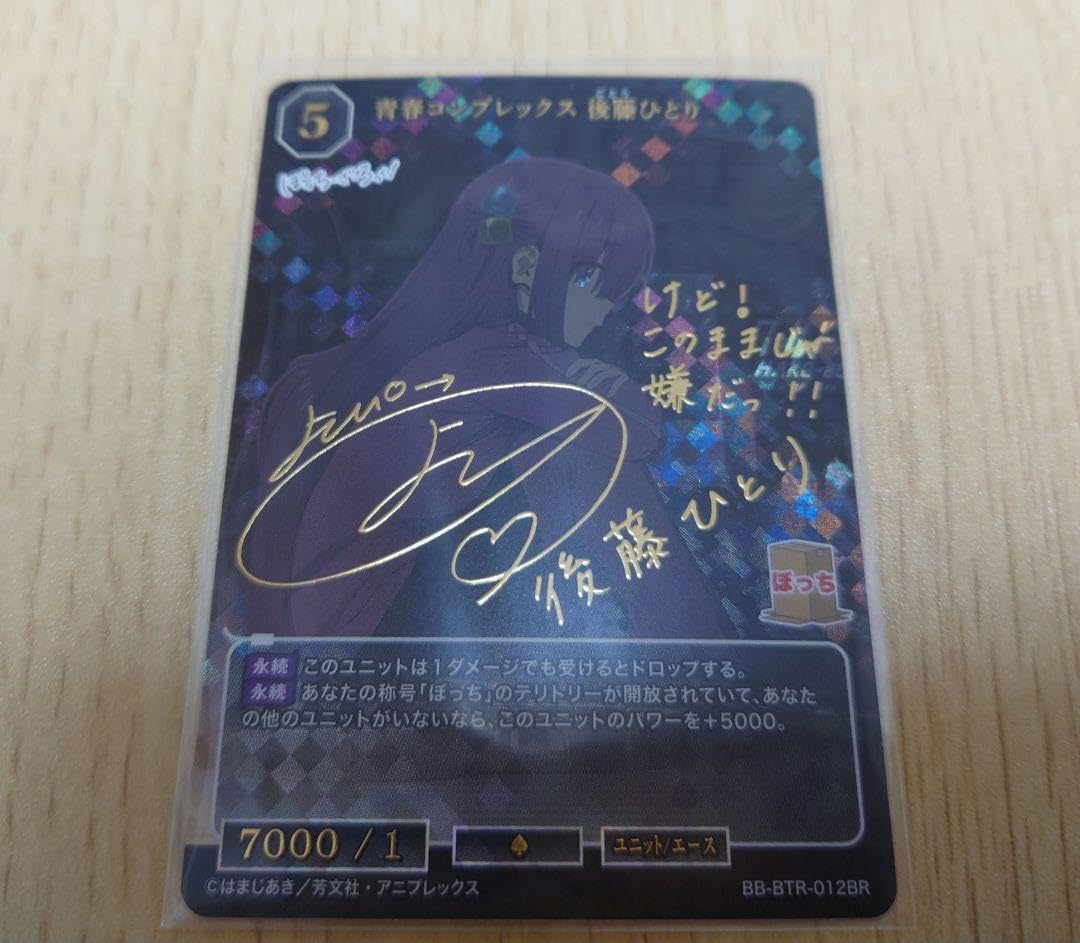 5
青春コンプレックス 後藤ひとり
ごとう
ぼっち・ざ・ろっく!
けど!
このままじゃ
嫌だっ!!
後藤ひとり
ぼっち
永続 このユニットは1ダメージでも受けるとドロップする。
永続 あなたの称号「ぼっち」のテリトリーが開放されていて、あなた
の他のユニットがいないなら、このユニットのパワーを+5000。
7000 / 1
ユニット/エース
©はまじあき/芳文社・アニプレックス
BB-BTR-012BR